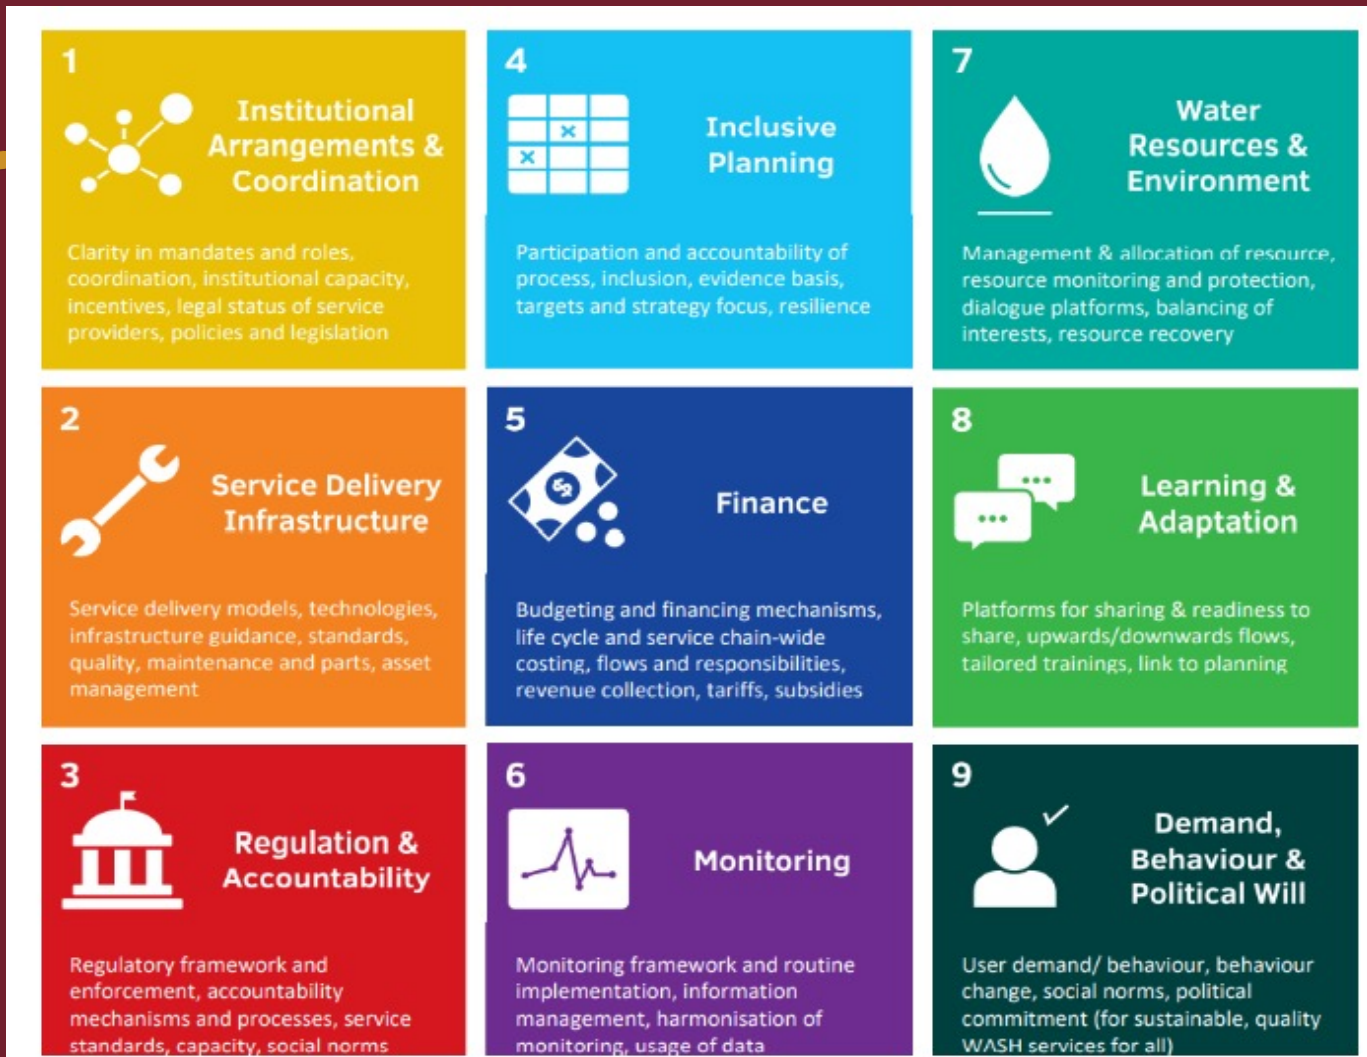 1
Institutional
Arrangements &
Coordination
Clarity in mandates and roles,
coordination, institutional capacity,
incentives, legal status of service
providers, policies and legislation
2
Service Delivery
Infrastructure
Service delivery models, technologies,
infrastructure guidance, standards,
quality, maintenance and parts, asset
management
3
Regulation &
Accountability
Regulatory framework and
enforcement, accountability
mechanisms and processes, service
standards, capacity, social norms
4
Inclusive
Planning
Participation and accountability of
process, inclusion, evidence basis,
targets and strategy focus, resilience
5
Finance
Budgeting and financing mechanisms,
life cycle and service chain-wide
costing, flows and responsibilities,
revenue collection, tariffs, subsidies
6
Monitoring
Monitoring framework and routine
implementation, information
management, harmonisation of
monitoring, usage of data
7
Water
Resources &
Environment
Management & allocation of resource,
resource monitoring and protection,
dialogue platforms, balancing of
interests, resource recovery
8
Learning &
Adaptation
Platforms for sharing & readiness to
share, upwards/downwards flows,
tailored trainings, link to planning
9
Demand,
Behaviour &
Political Will
User demand/ behaviour, behaviour
change, social norms, political
commitment (for sustainable, quality
WASH services for all)